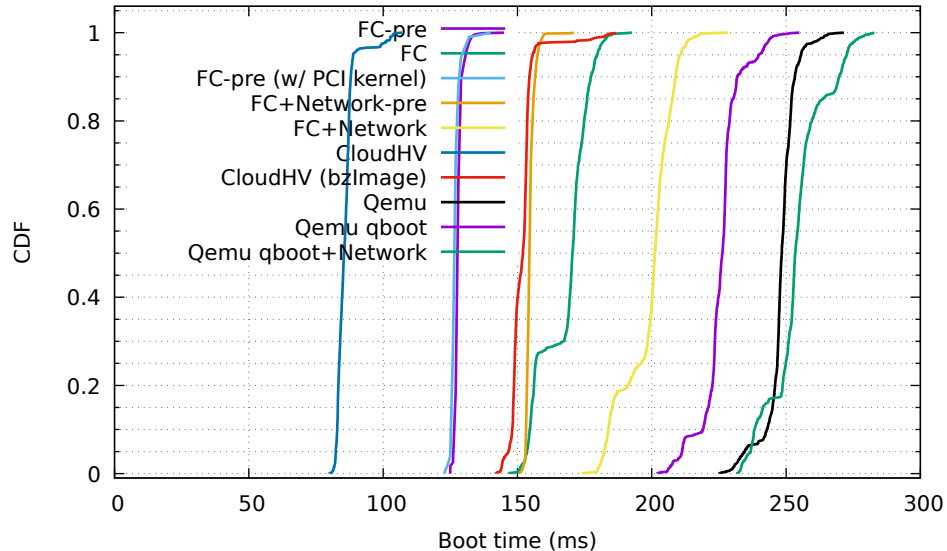 FC-pre
FC
FC-pre (w/ PCI kernel)
FC+Network-pre
FC+Network
CloudHV
CloudHV (bzImage)
Qemu
Qemu qboot
Qemu qboot+Network
1
0.8
0.6
0.4
0.2
0
CDF
0 50 100 150 200 250 300
Boot time (ms)